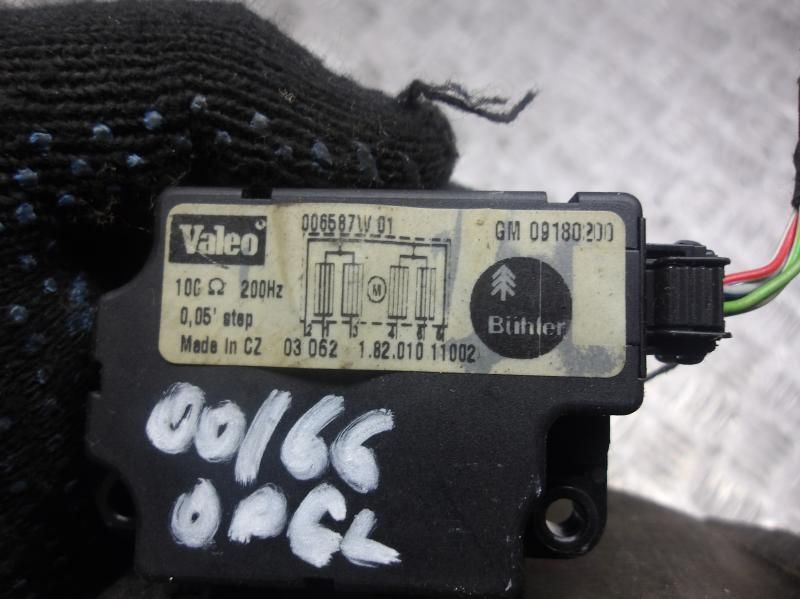 Valeo
006587W 01
GM 09180200
100 Ω 200Hz
0,05' step
M
Bühler
Made in CZ 03 062 1.82.010 11002
00166
OPEL